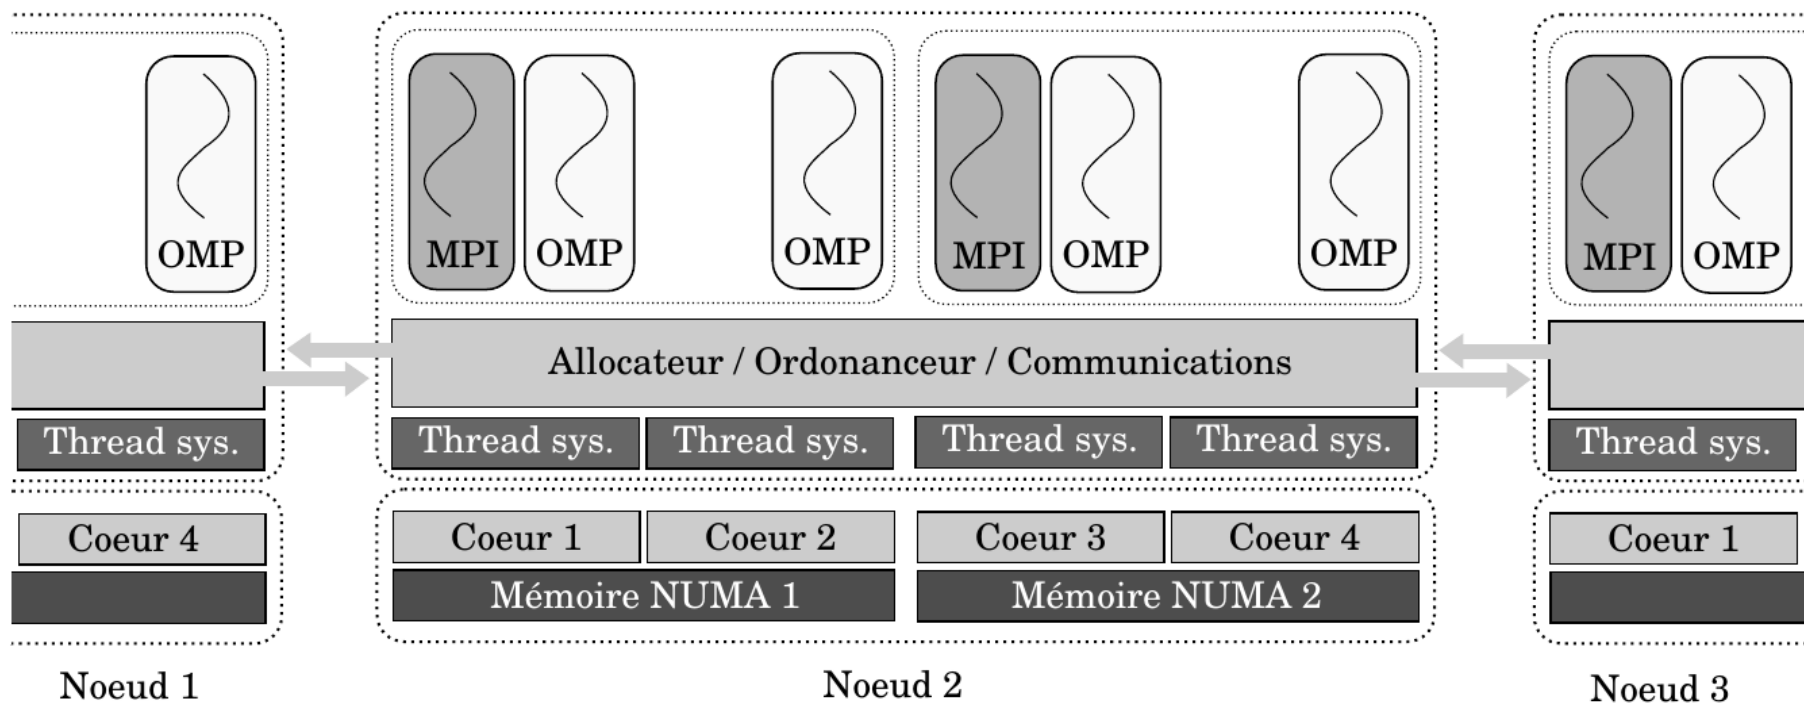 OMP MPI OMP OMP MPI OMP OMP MPI OMP
Allocateur / Ordonanceur / Communications
Thread sys. Thread sys. Thread sys. Thread sys. Thread sys. Thread sys.
Coeur 4 Coeur 1 Coeur 2 Coeur 3 Coeur 4 Coeur 1
Mémoire NUMA 1 Mémoire NUMA 2
Noeud 1 Noeud 2 Noeud 3